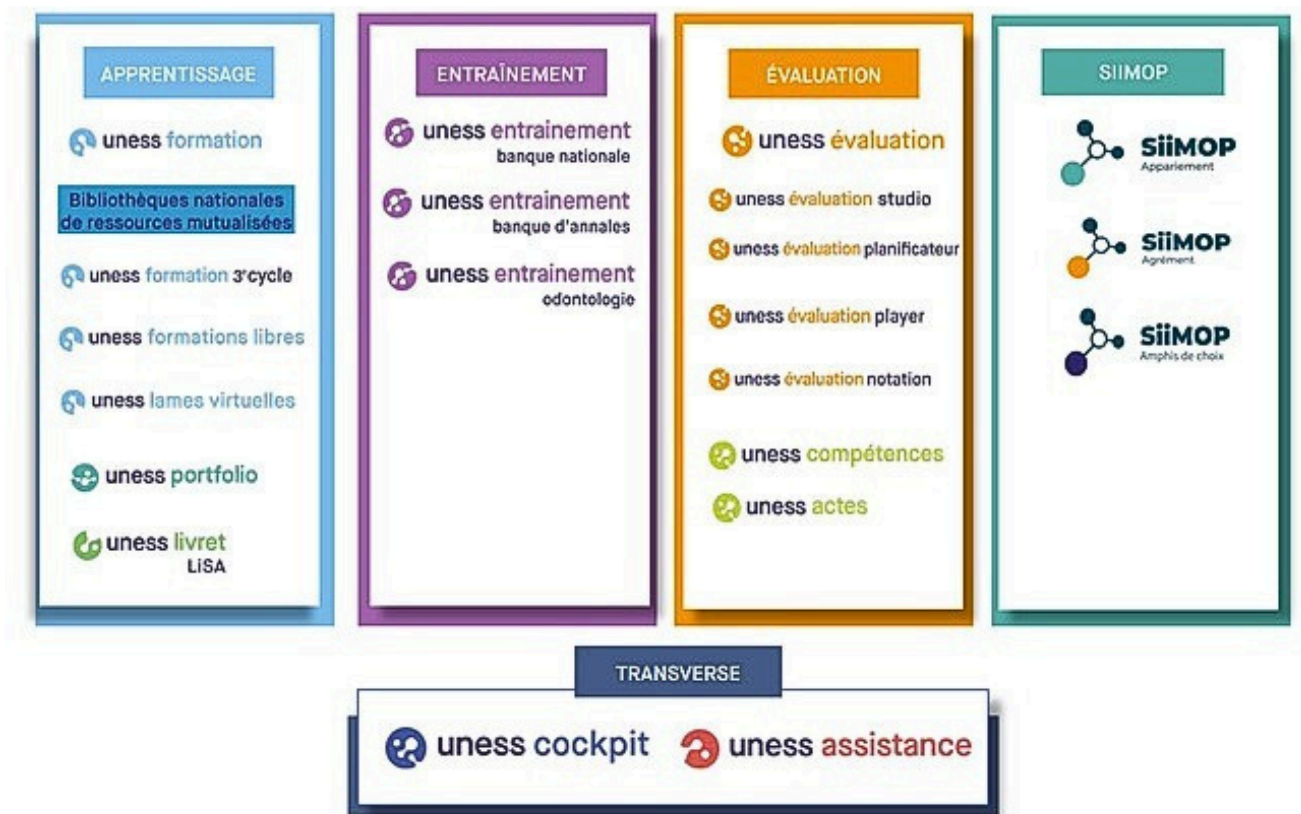 APPRENTISSAGE
uness formation
Bibliothèques nationales
de ressources mutualisées
uness formation 3ecycle
uness formations libres
uness lames virtuelles
uness portfolio
uness livret
LiSA
ENTRAÎNEMENT
uness entrainement
banque nationale
uness entrainement
banque d'annales
uness entrainement
odontologie
ÉVALUATION
uness évaluation
uness évaluation studio
uness évaluation planificateur
uness évaluation player
uness évaluation notation
uness compétences
uness actes
SIIMOP
SiiMOP
Appariement
SiiMOP
Agrément
SiiMOP
Amphis de choix
TRANSVERSE
uness cockpit
uness assistance